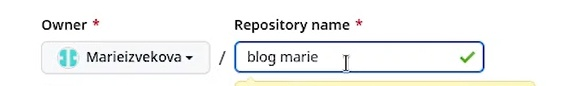 Owner * Repository name *
Marieizvekova / blog marie